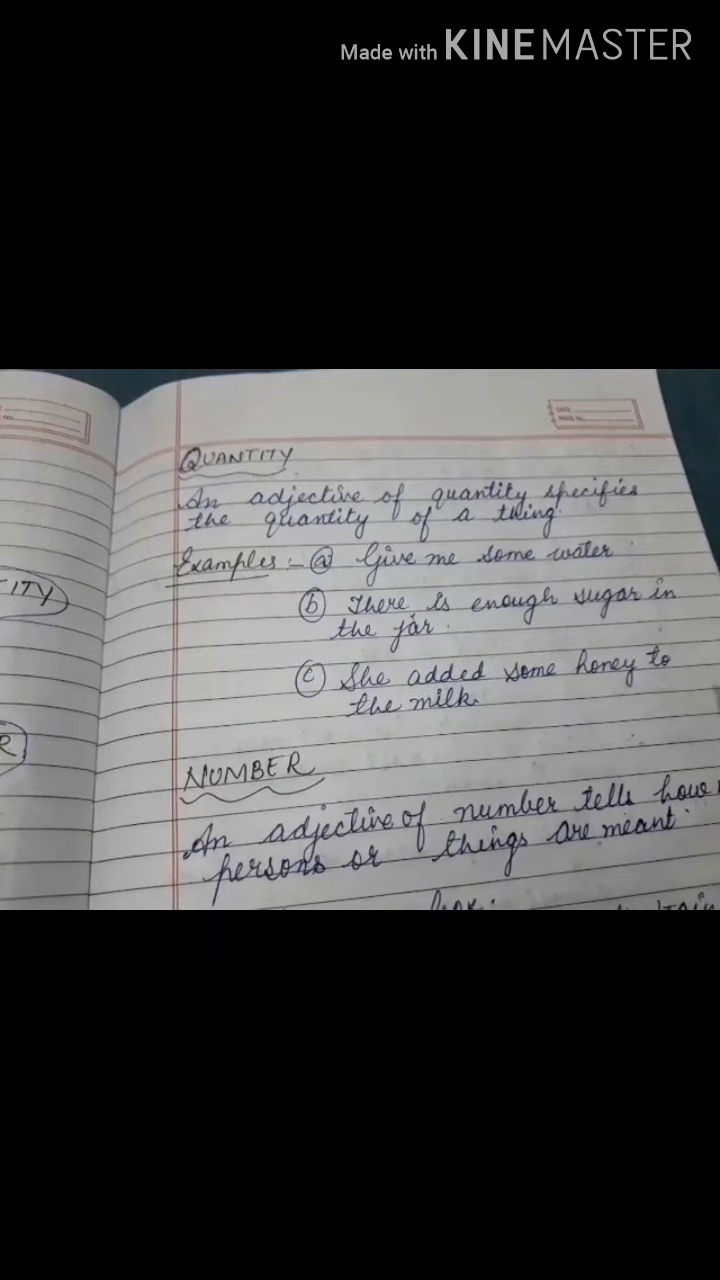 Made with KINEMASTER
ITY
R
QUANTITY
An adjective of quantity specifies
the quantity of a thing.
Examples :- (a) Give me some water
(b) There is enough sugar in
the jar.
(c) She added some honey to
the milk.
NUMBER
An adjective of number tells how
persons or things are meant.